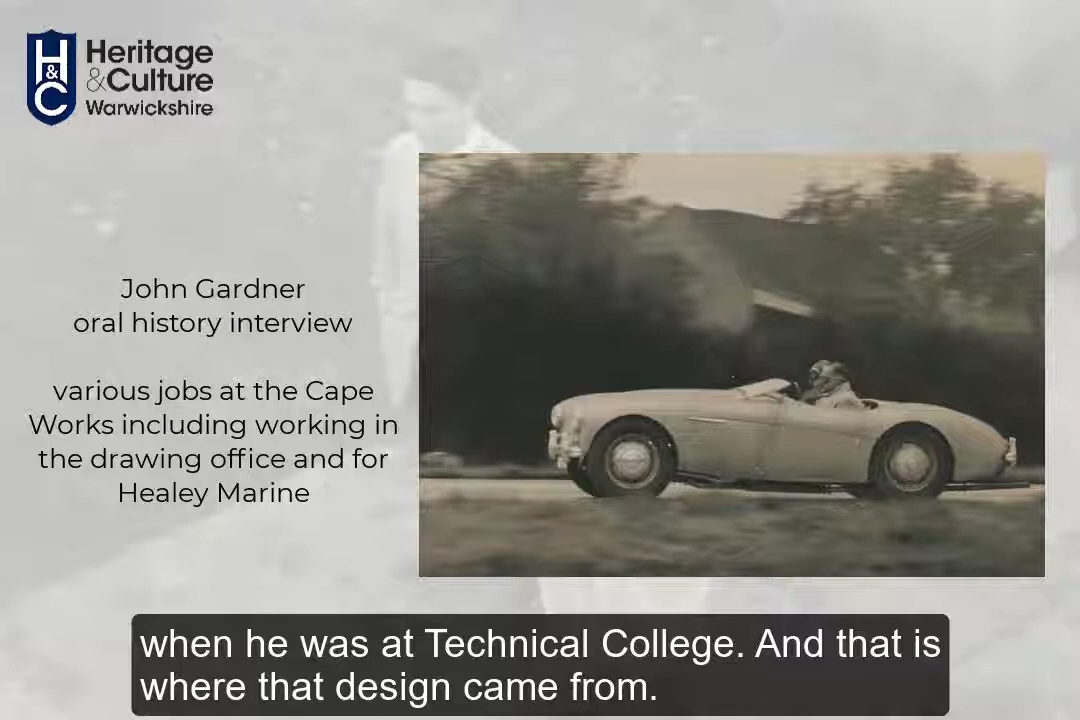 H
&
C
Heritage
&Culture
Warwickshire
John Gardner
oral history interview
various jobs at the Cape
Works including working in
the drawing office and for
Healey Marine
when he was at Technical College. And that is
where that design came from.